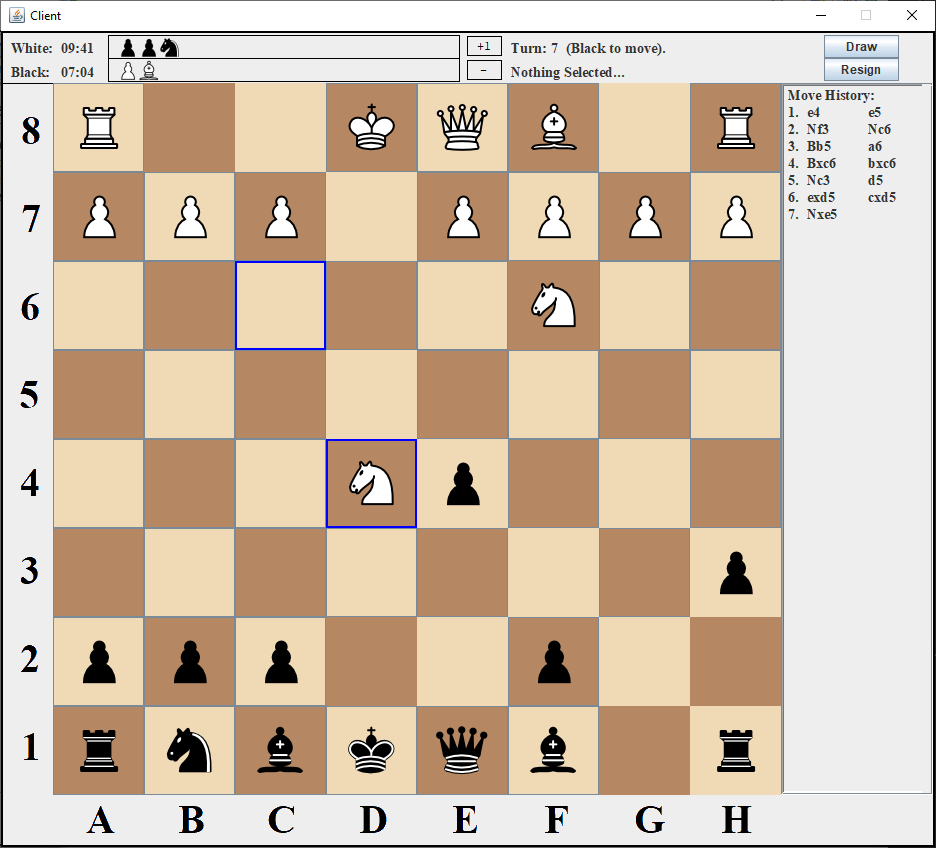 Client
White: 09:41
+1 Turn: 7 (Black to move).
Draw
Black: 07:04
– Nothing Selected...
Resign
Move History:
1. e4 e5
2. Nf3 Nc6
3. Bb5 a6
4. Bxc6 bxc6
5. Nc3 d5
6. exd5 cxd5
7. Nxe5
8
7
6
5
4
3
2
1
A B C D E F G H